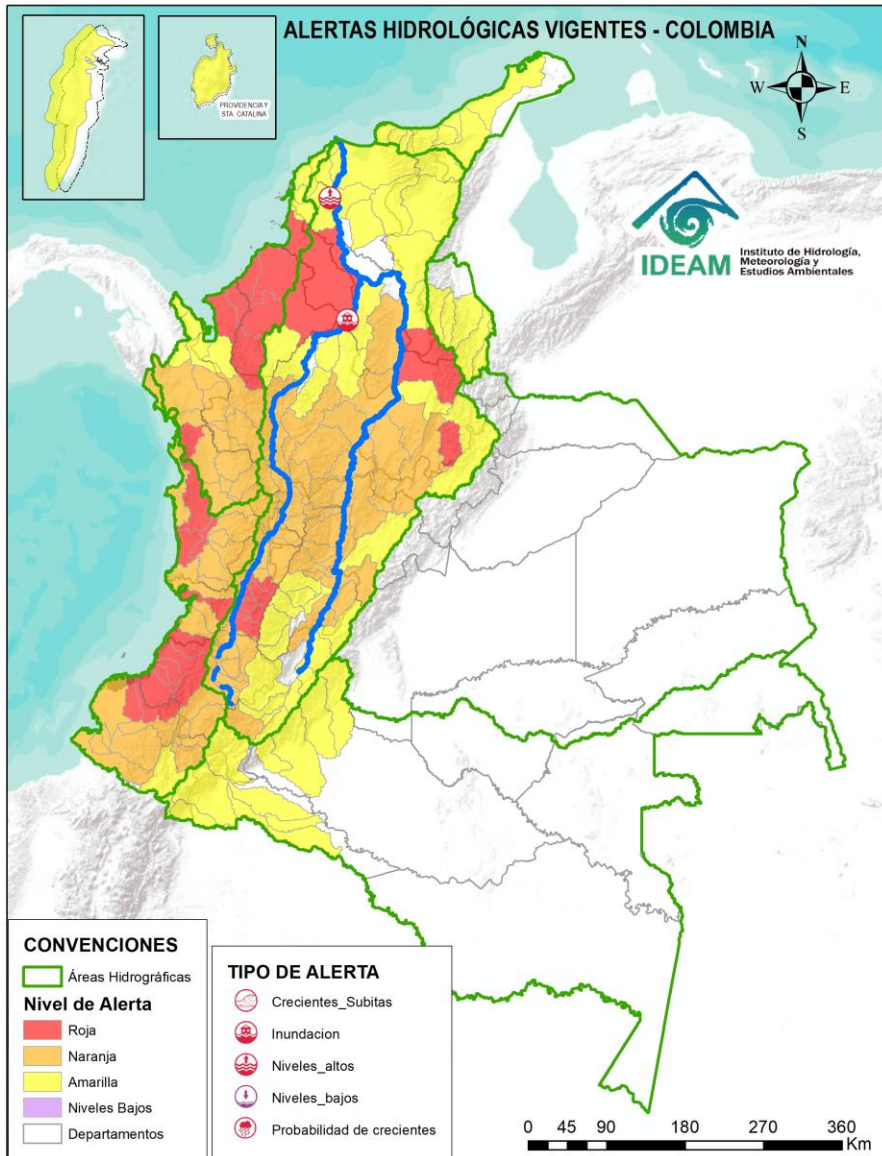 ALERTAS HIDROLÓGICAS VIGENTES - COLOMBIA
PROVIDENCIA Y
STA. CATALINA
N
W
E
S
IDEAM
Instituto de Hidrología,
Meteorología y
Estudios Ambientales
CONVENCIONES
Áreas Hidrográficas
Nivel de Alerta
Roja
Naranja
Amarilla
Niveles Bajos
Departamentos
TIPO DE ALERTA
Crecientes_Subitas
Inundacion
Niveles_altos
Niveles_bajos
Probabilidad de crecientes
0 45 90 180 270 360
Km